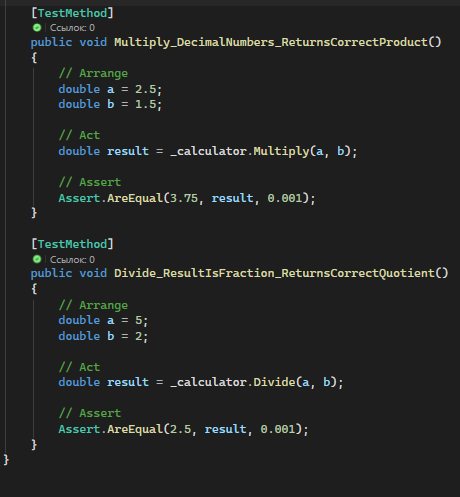 [TestMethod]
Ссылок: 0
public void Multiply_DecimalNumbers_ReturnsCorrectProduct()
{
// Arrange
double a = 2.5;
double b = 1.5;
// Act
double result = _calculator.Multiply(a, b);
// Assert
Assert.AreEqual(3.75, result, 0.001);
}
[TestMethod]
Ссылок: 0
public void Divide_ResultIsFraction_ReturnsCorrectQuotient()
{
// Arrange
double a = 5;
double b = 2;
// Act
double result = _calculator.Divide(a, b);
// Assert
Assert.AreEqual(2.5, result, 0.001);
}
}